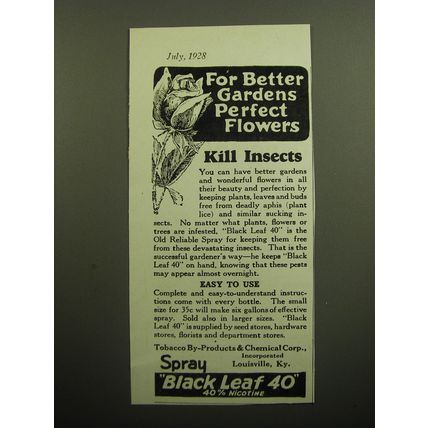 July, 1928
For Better
Gardens
Perfect
Flowers
Kill Insects
You can have better gardens
and wonderful flowers in all
their beauty and perfection by
keeping plants, leaves and buds
free from deadly aphis (plant
lice) and similar sucking in-
sects. No matter what plants, flowers or
trees are infested, "Black Leaf 40" is the
Old Reliable Spray for keeping them free
from these devastating insects. That is the
successful gardener's way—he keeps "Black
Leaf 40" on hand, knowing that these pests
may appear almost overnight.
EASY TO USE
Complete and easy-to-understand instruc-
tions come with every bottle. The small
size for 35c will make six gallons of effective
spray. Sold also in larger sizes. "Black
Leaf 40" is supplied by seed stores, hardware
stores, florists and department stores.
Tobacco By-Products & Chemical Corp.,
Incorporated
Spray Louisville, Ky.
"Black Leaf 40"
40% NICOTINE